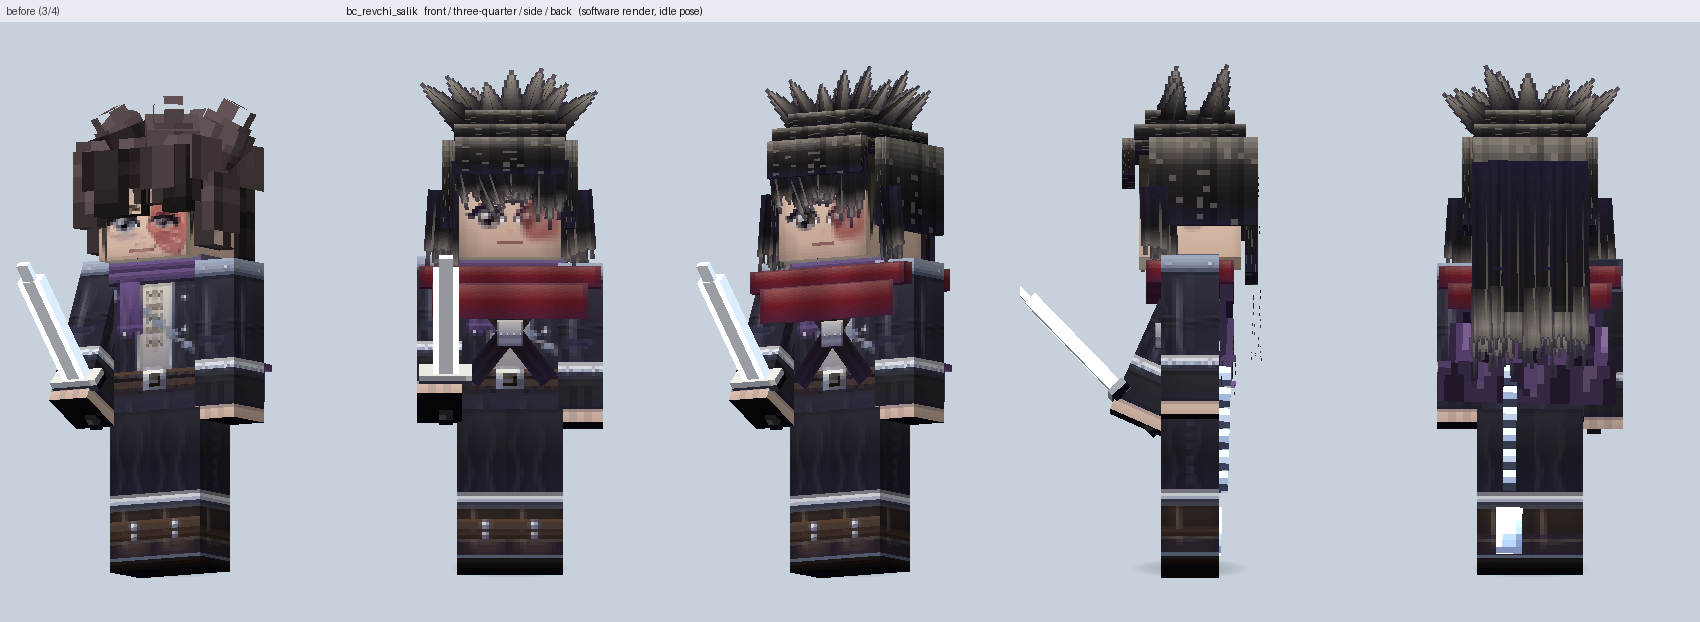 before (3/4)
bc_revchi_salik front / three-quarter / side / back (software render, idle pose)